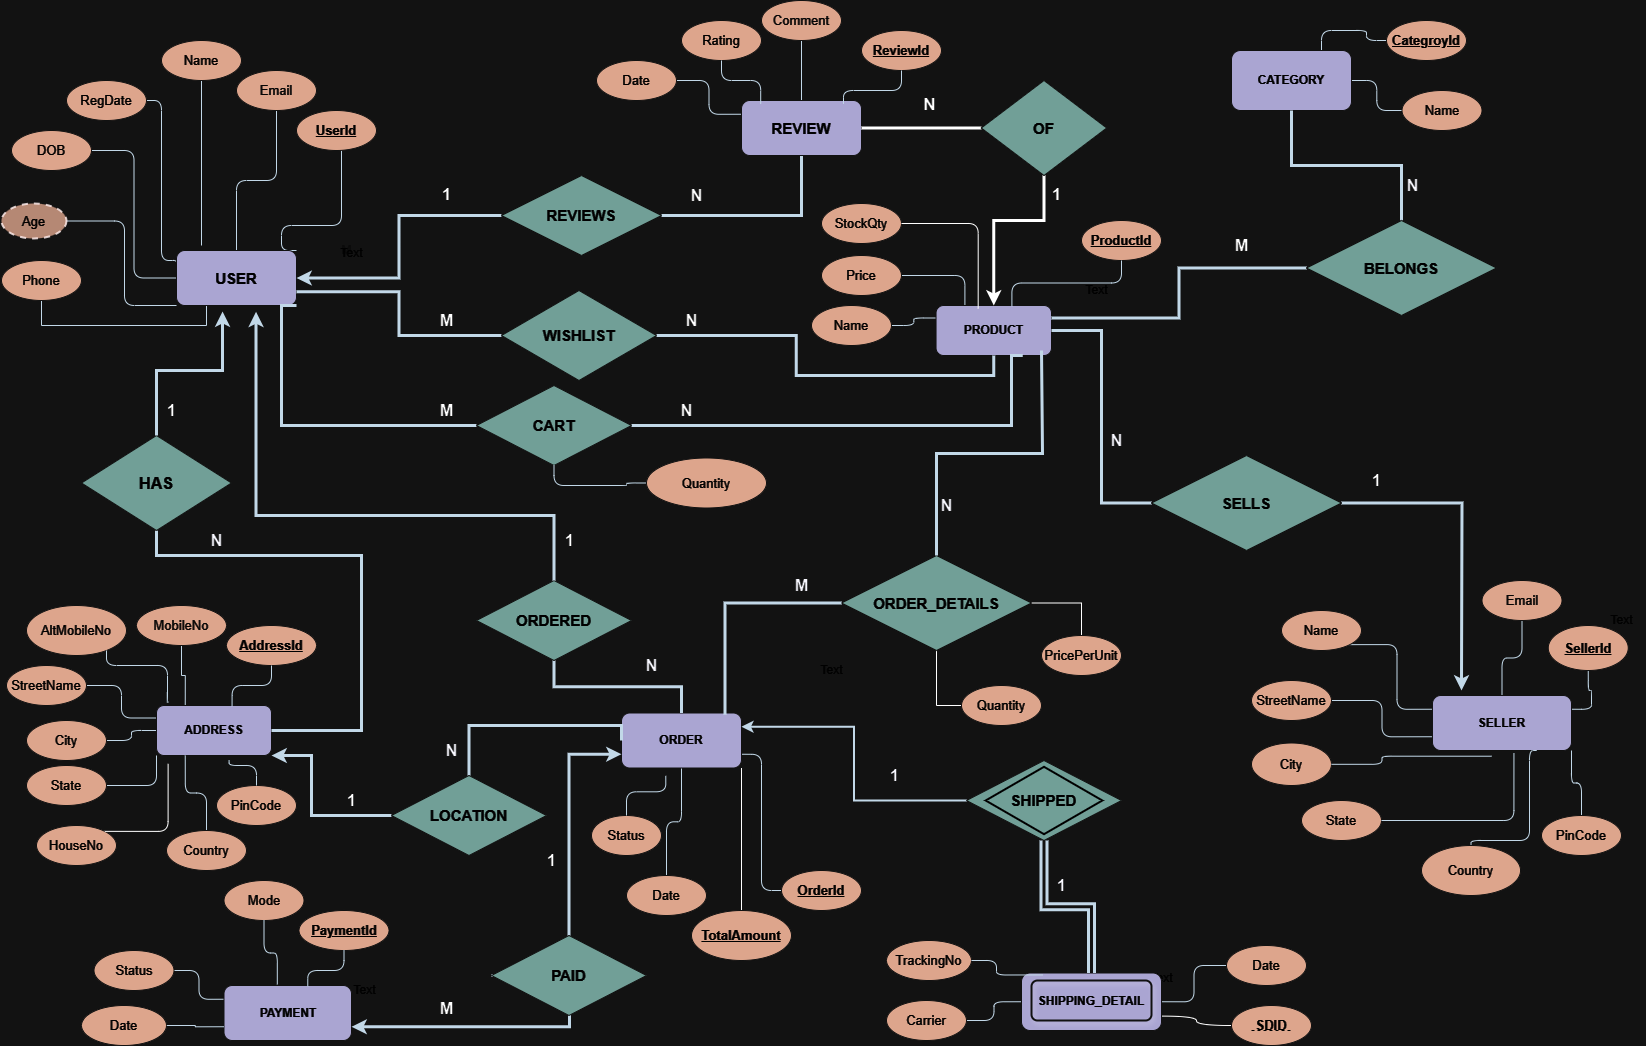 Comment
Rating
CategroyId
ReviewId
Name
Date
CATEGORY
Email
RegDate
N
Name
REVIEW
OF
UserId
DOB
1
N
1
N
REVIEWS
Age
StockQty
ProductId
M
Text
BELONGS
Phone
USER
Price
Text
M
WISHLIST
N
Name
PRODUCT
1
M
CART
N
N
HAS
Quantity
1
N
SELLS
N
1
M
ORDER_DETAILS
Email
AltMobileNo
MobileNo
ORDERED
Name
Text
AddressId
SellerId
PricePerUnit
N
Text
StreetName
StreetName
Quantity
ADDRESS
SELLER
City
ORDER
N
City
State
1
1
SHIPPED
PinCode
LOCATION
State
HouseNo
Country
Status
PinCode
1
Country
Mode
Date
OrderId
1
PaymentId
TotalAmount
Status
PAID
TrackingNo
Date
Text
xt
PAYMENT
M
SHIPPING_DETAIL
Date
Carrier
SDID